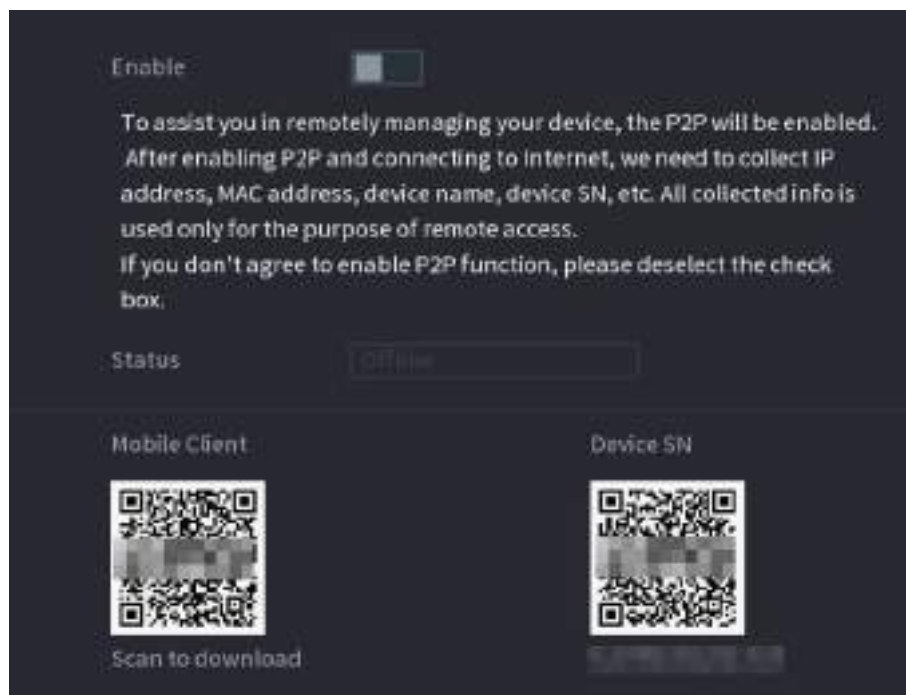 Enable
To assist you in remotely managing your device, the P2P will be enabled.
After enabling P2P and connecting to Internet, we need to collect IP
address, MAC address, device name, device SN, etc. All collected info is
used only for the purpose of remote access.
If you don't agree to enable P2P function, please deselect the check
box.
Status
Offline
Mobile Client
Device SN
Scan to download